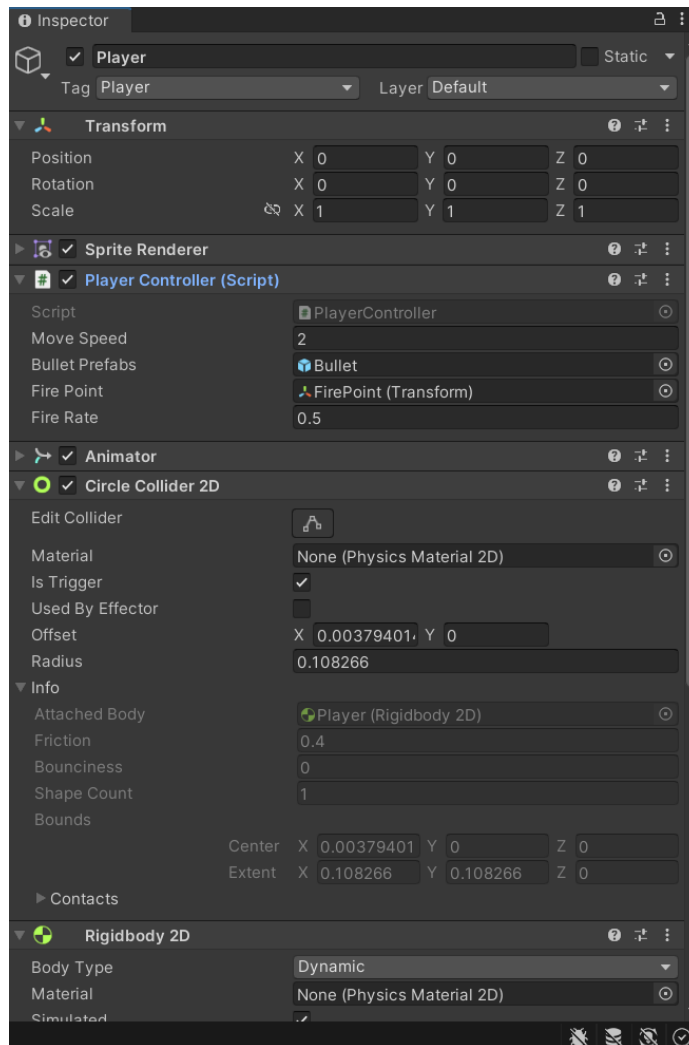 Inspector
Player Static
Tag Player Layer Default
Transform
Position X 0 Y 0 Z 0
Rotation X 0 Y 0 Z 0
Scale X 1 Y 1 Z 1
Sprite Renderer
# Player Controller (Script)
Script # PlayerController
Move Speed 2
Bullet Prefabs Bullet
Fire Point FirePoint (Transform)
Fire Rate 0.5
Animator
Circle Collider 2D
Edit Collider
Material None (Physics Material 2D)
Is Trigger
Used By Effector
Offset X 0.00379401 Y 0
Radius 0.108266
Info
Attached Body Player (Rigidbody 2D)
Friction 0.4
Bounciness 0
Shape Count 1
Bounds
Center X 0.00379401 Y 0 Z 0
Extent X 0.108266 Y 0.108266 Z 0
Contacts
Rigidbody 2D
Body Type Dynamic
Material None (Physics Material 2D)
Simulated